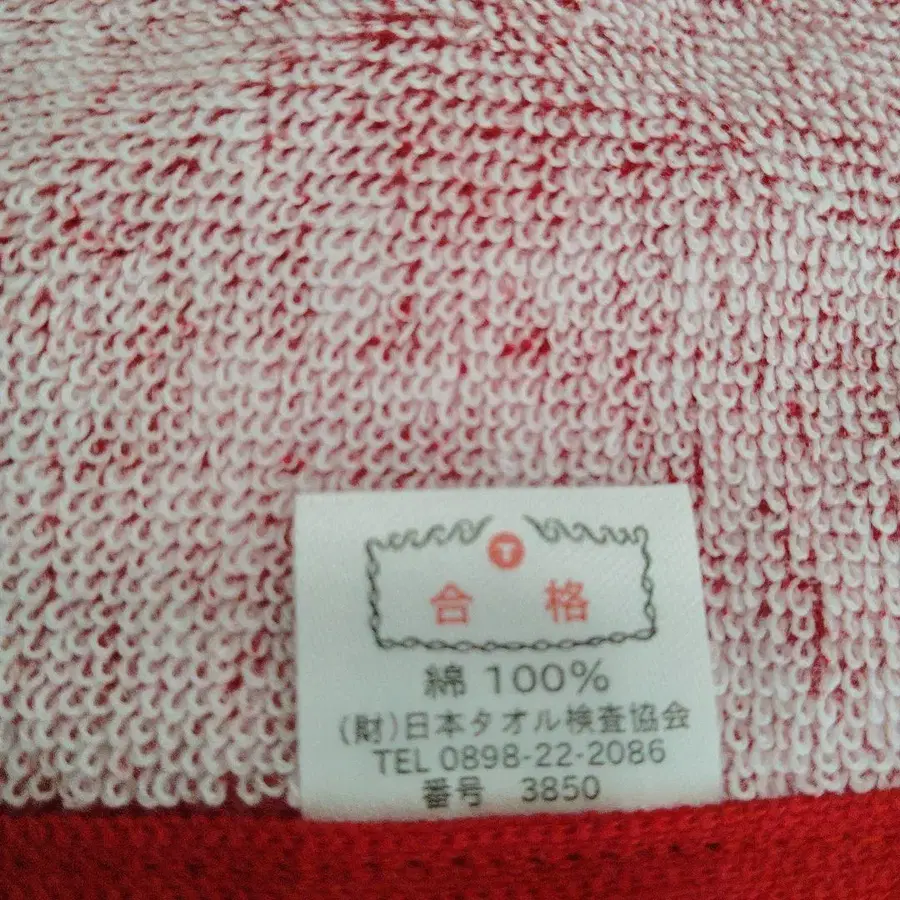 T
合格
綿 100%
(財)日本タオル検査協会
TEL 0898-22-2086
番号 3850